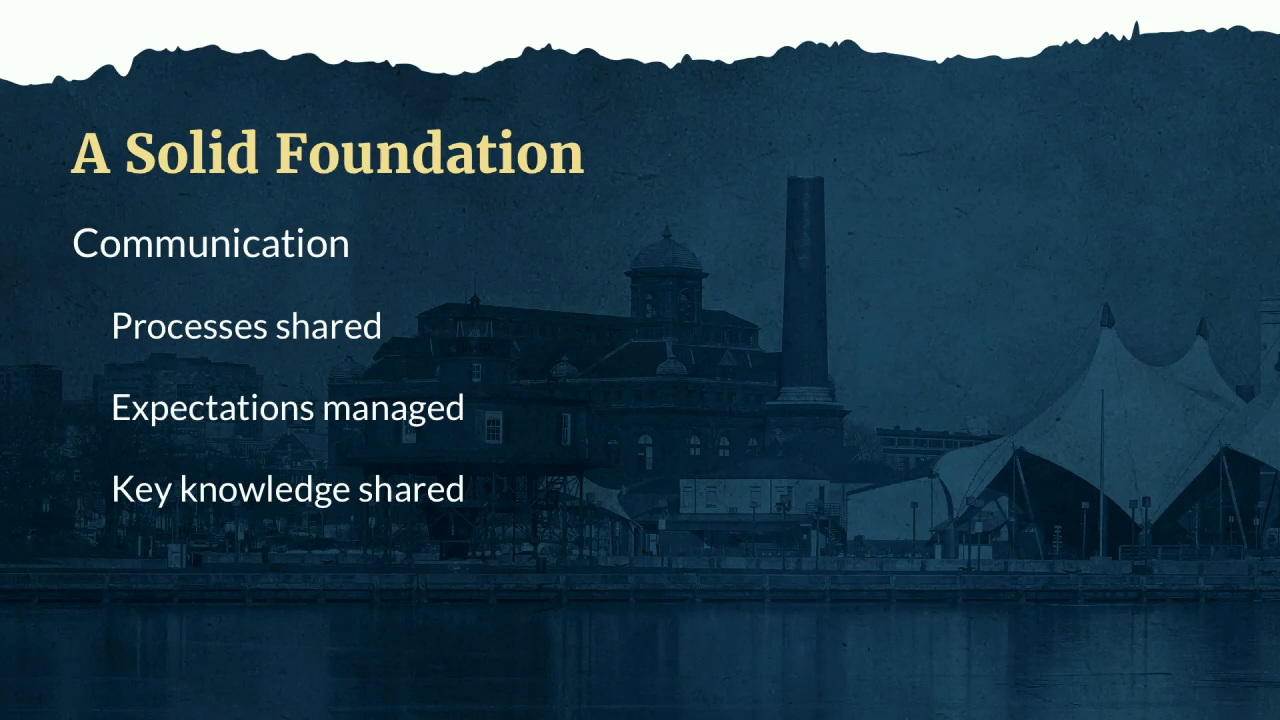 A Solid Foundation
Communication
Processes shared
Expectations managed
Key knowledge shared